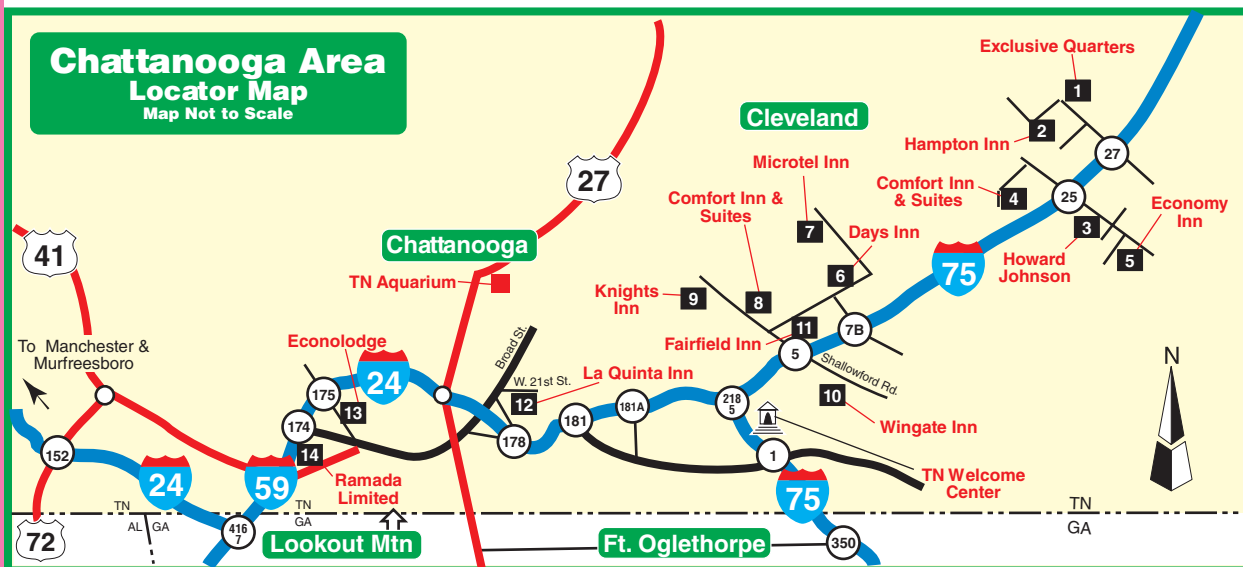 Chattanooga Area
Locator Map
Map Not to Scale
Exclusive Quarters
1
2
Hampton Inn
27
Cleveland
Microtel Inn
27
Comfort Inn
& Suites
4
25
Economy
Inn
Comfort Inn &
Suites
7
Days Inn
3
5
Howard
Johnson
41
Chattanooga
TN Aquarium
6
75
Knights
Inn
9
8
11
7B
Fairfield Inn
5
Shallowford Rd.
To Manchester &
Murfreesboro
Econolodge
Broad St.
24
W. 21st St.
La Quinta Inn
N
175
13
12
181A
218
5
10
Wingate Inn
174
181
178
152
14
1
Ramada
Limited
TN Welcome
Center
24
59
75
TN
TN
TN
AL
GA
GA
GA
72
416
7
Lookout Mtn
Ft. Oglethorpe
350